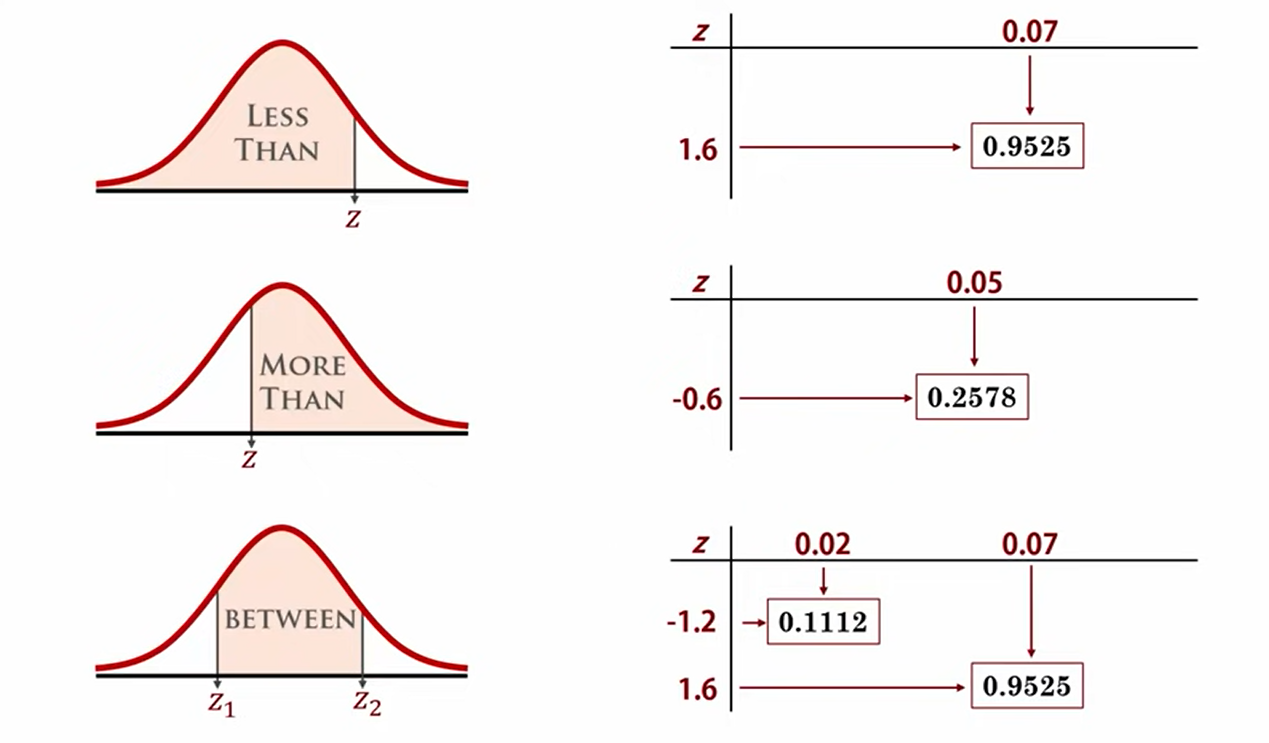 LESS
THAN
z
z 0.07
1.6 0.9525
MORE
THAN
z
z 0.05
-0.6 0.2578
BETWEEN
z₁ z₂
z 0.02 0.07
-1.2 0.1112
1.6 0.9525